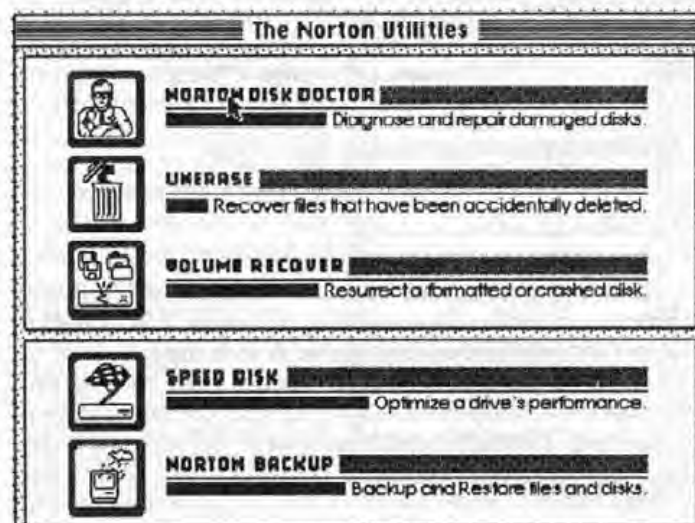 The Norton Utilities
NORTON DISK DOCTOR
Diagnose and repair damaged disks.
UNERASE
Recover files that have been accidentally deleted.
VOLUME RECOVER
Resurrect a formatted or crashed disk.
SPEED DISK
Optimize a drive's performance.
NORTON BACKUP
Backup and Restore files and disks.